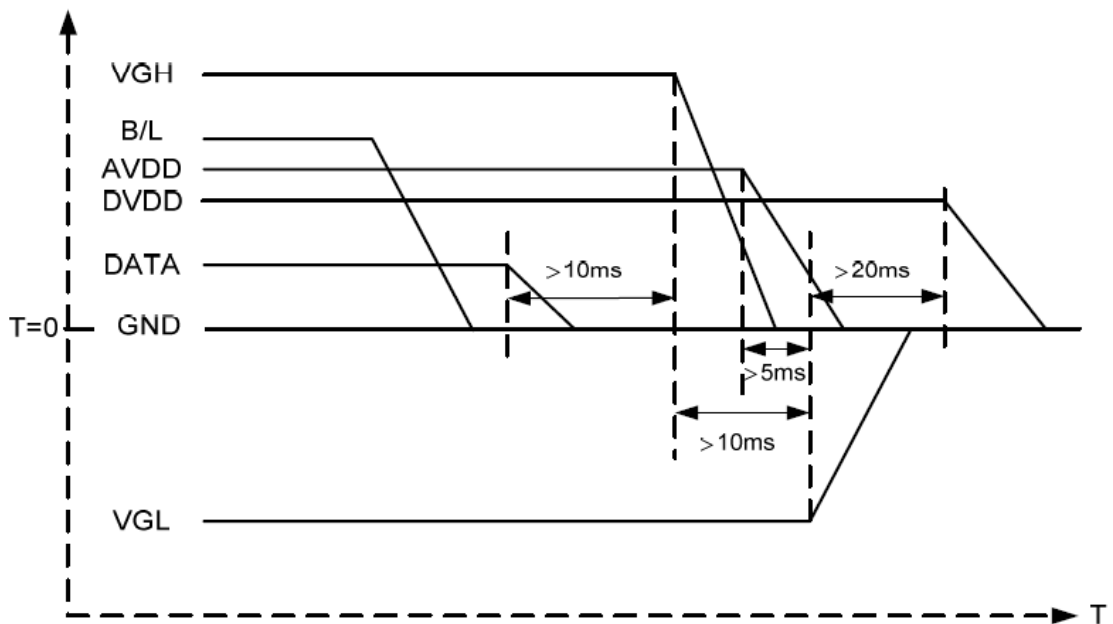 VGH
B/L
AVDD
DVDD
DATA
>10ms
>20ms
T=0
GND
>5ms
>10ms
VGL
T